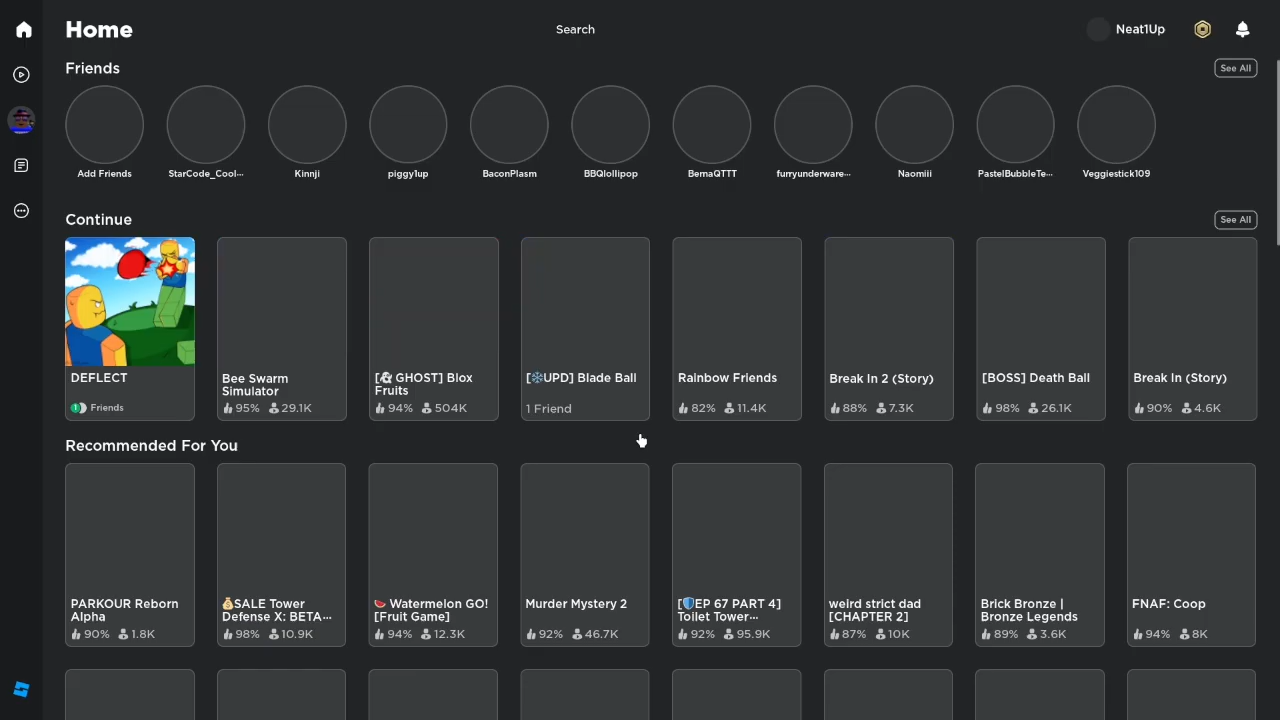 Home
Search
Neat1Up
Friends
See All
Add Friends
StarCode_Cool...
Kinnji
piggy1up
BaconPlasm
BBQlollipop
BernaQTTT
furryunderware...
Naomiii
PastelBubbleTe...
Veggiestick109
Continue
See All
DEFLECT
1 Friends
Bee Swarm
Simulator
95% 29.1K
[👻 GHOST] Blox
Fruits
94% 504K
[❄️UPD] Blade Ball
1 Friend
Rainbow Friends
82% 11.4K
Break In 2 (Story)
88% 7.3K
[BOSS] Death Ball
98% 26.1K
Break In (Story)
90% 4.6K
Recommended For You
PARKOUR Reborn
Alpha
90% 1.8K
💰SALE Tower
Defense X: BETA...
98% 10.9K
🍉 Watermelon GO!
[Fruit Game]
94% 12.3K
Murder Mystery 2
92% 46.7K
[🛡️EP 67 PART 4]
Toilet Tower...
92% 95.9K
weird strict dad
[CHAPTER 2]
87% 10K
Brick Bronze |
Bronze Legends
89% 3.6K
FNAF: Coop
94% 8K